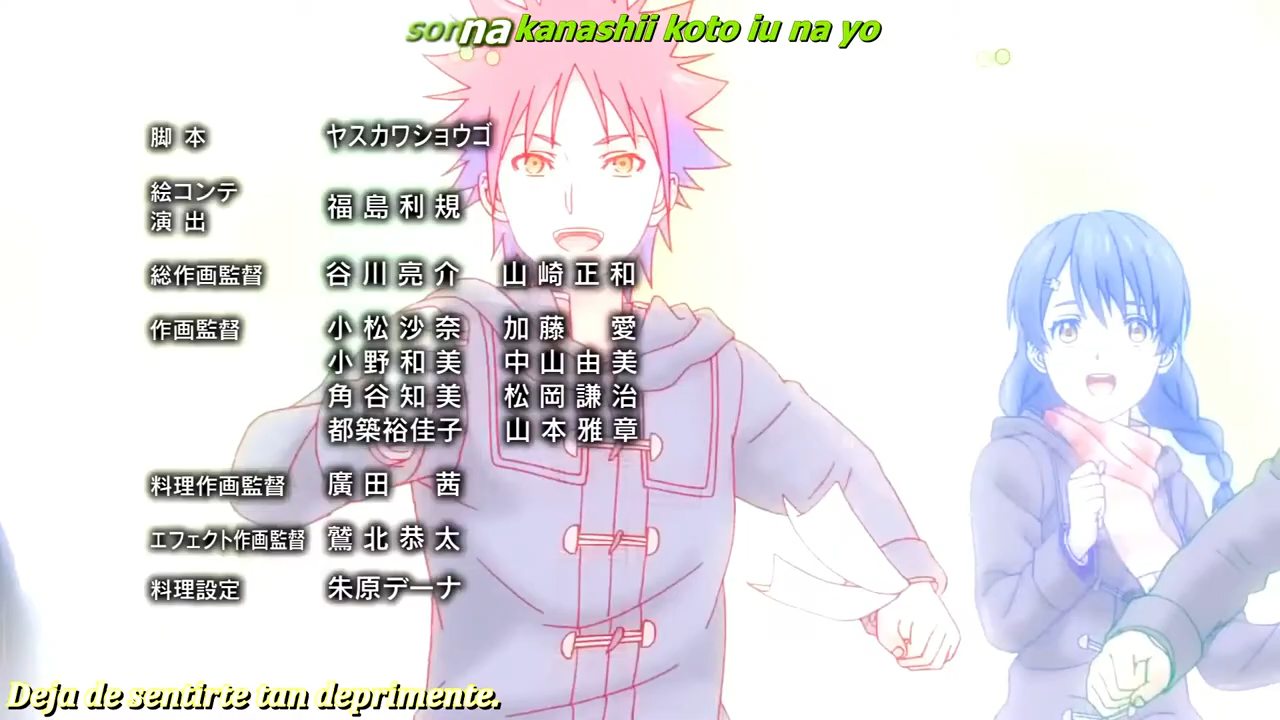 sonna kanashii koto iu na yo
脚本 ヤスカワショウゴ
絵コンテ
演出 福島利規
総作画監督 谷川亮介 山崎正和
作画監督 小松沙奈 加藤 愛
小野和美 中山由美
角谷知美 松岡謙治
都築裕佳子 山本雅章
料理作画監督 廣田 茜
エフェクト作画監督 鷲北恭太
料理設定 朱原デーナ
Deja de sentirte tan deprimente.